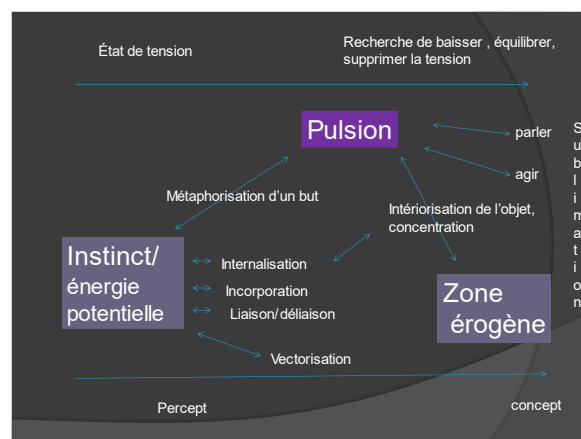 État de tension
Recherche de baisser , équilibrer,
supprimer la tension
Pulsion
parler
agir
Sublimation
Métaphorisation d’un but
Intériorisation de l’objet,
concentration
Instinct/
énergie
potentielle
Internalisation
Incorporation
Liaison/déliaison
Vectorisation
Zone
érogène
Percept
concept